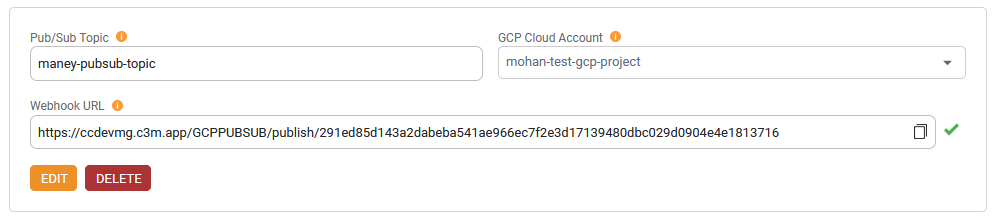 Pub/Sub Topic
GCP Cloud Account
maney-pubsub-topic
mohan-test-gcp-project
Webhook URL
https://ccdevmg.c3m.app/GCPPUBSUB/publish/291ed85d143a2dabeba541ae966ec7f2e3d17139480dbc029d0904e4e1813716
EDIT
DELETE